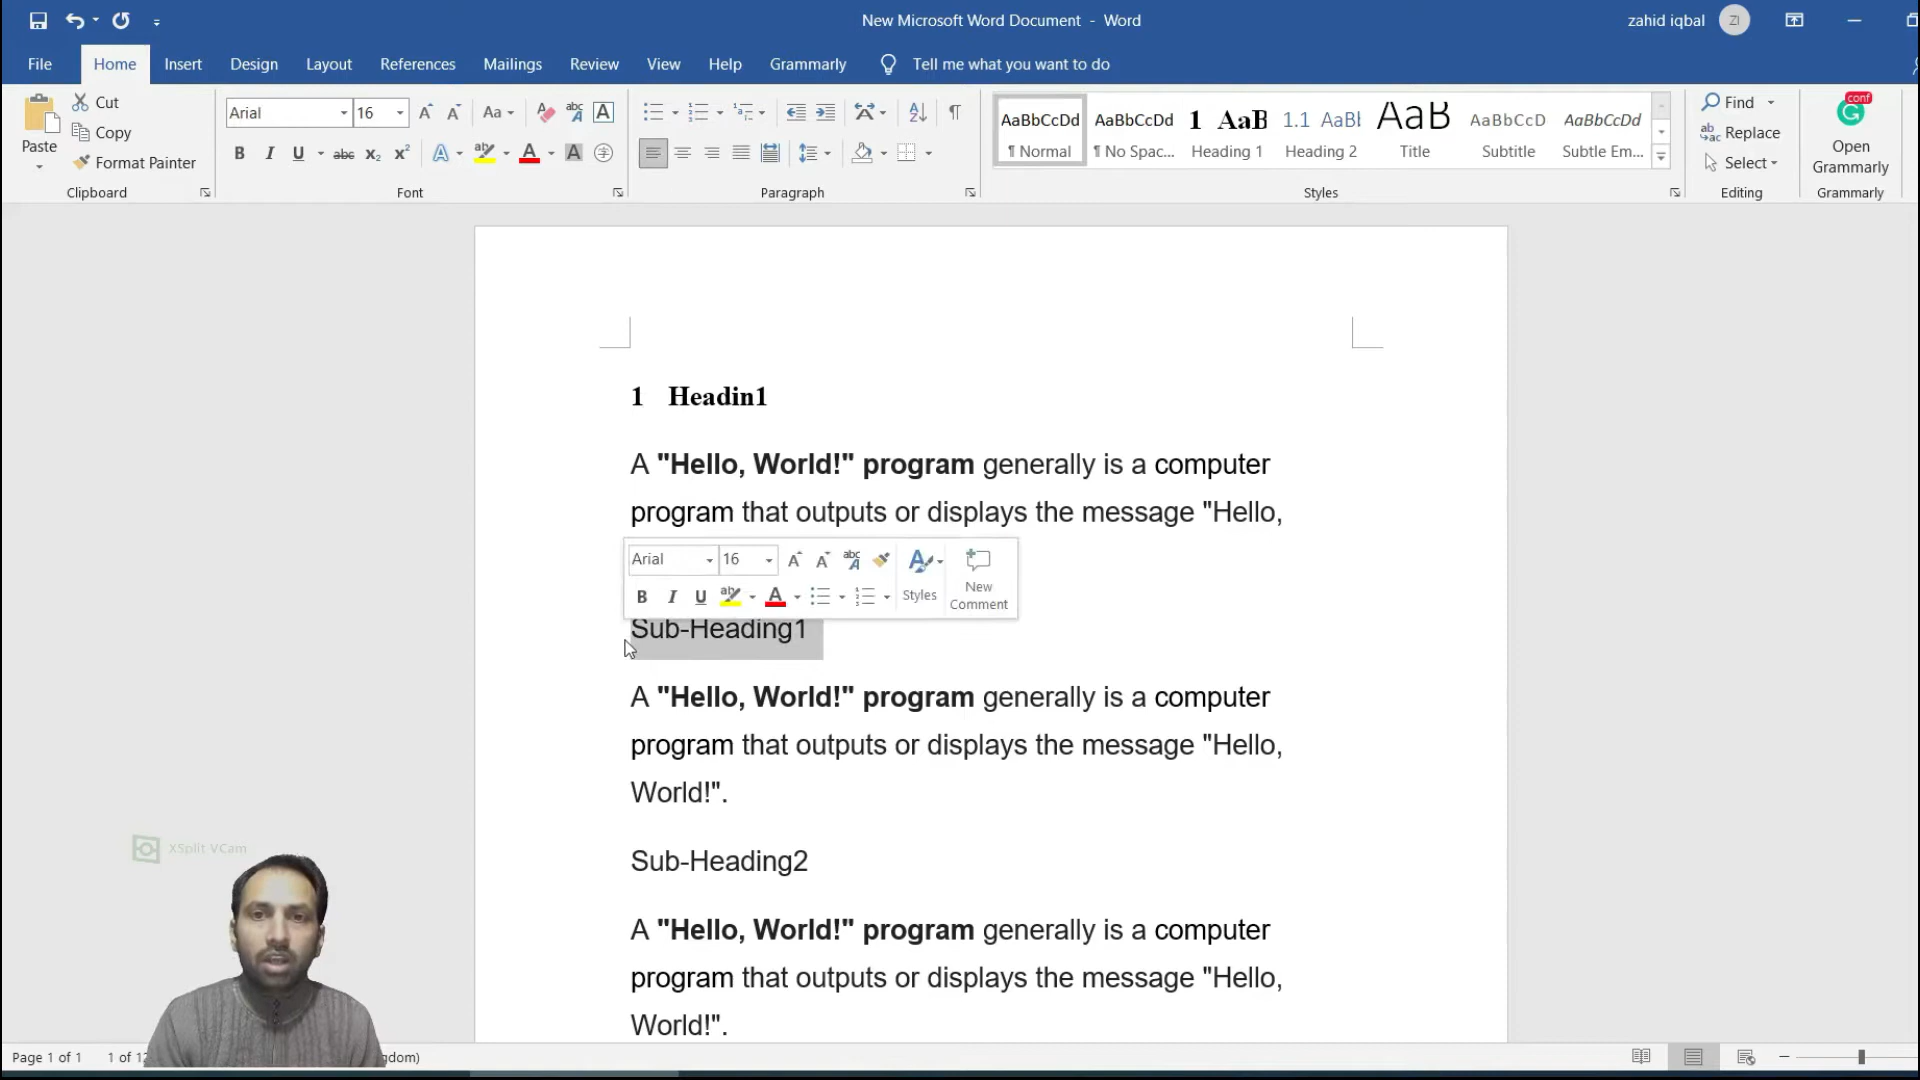 New Microsoft Word Document - Word
zahid iqbal
ZI
File Home Insert Design Layout References Mailings Review View Help Grammarly Tell me what you want to do
Paste
Cut
Copy
Format Painter
Clipboard
Arial 16
Font
Paragraph
AaBbCcDd
¶ Normal
AaBbCcDd
¶ No Spac...
1 AaB
Heading 1
1.1 AaBl
Heading 2
AaB
Title
AaBbCcD
Subtitle
AaBbCcDd
Subtle Em...
Styles
Find
Replace
Select
Editing
conf
Open
Grammarly
Grammarly
1 Headin1
A "Hello, World!" program generally is a computer
program that outputs or displays the message "Hello,
Arial 16
Styles
New
Comment
Sub-Heading1
A "Hello, World!" program generally is a computer
program that outputs or displays the message "Hello,
World!".
Sub-Heading2
A "Hello, World!" program generally is a computer
program that outputs or displays the message "Hello,
World!".
XSplit VCam
Page 1 of 1 1 of 12 gdom)